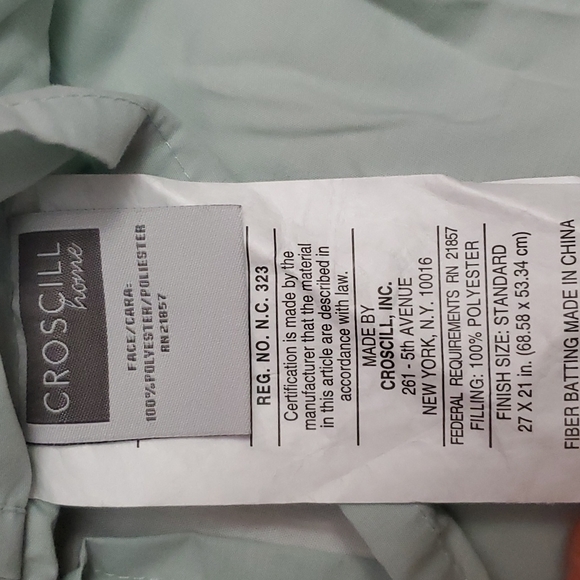 CROSCILL
home
FACE/CARA:
100%POLYESTER/POLIESTER
RN21857
REG. NO. N.C. 323
Certification is made by the
manufacturer that the material
in this article are described in
accordance with law.
MADE BY
CROSCILL, INC.
261 - 5th AVENUE
NEW YORK, N.Y. 10016
FEDERAL REQUIREMENTS RN 21857
FILLING: 100% POLYESTER
FINISH SIZE: STANDARD
27 X 21 in. (68.58 x 53.34 cm)
FIBER BATTING MADE IN CHINA